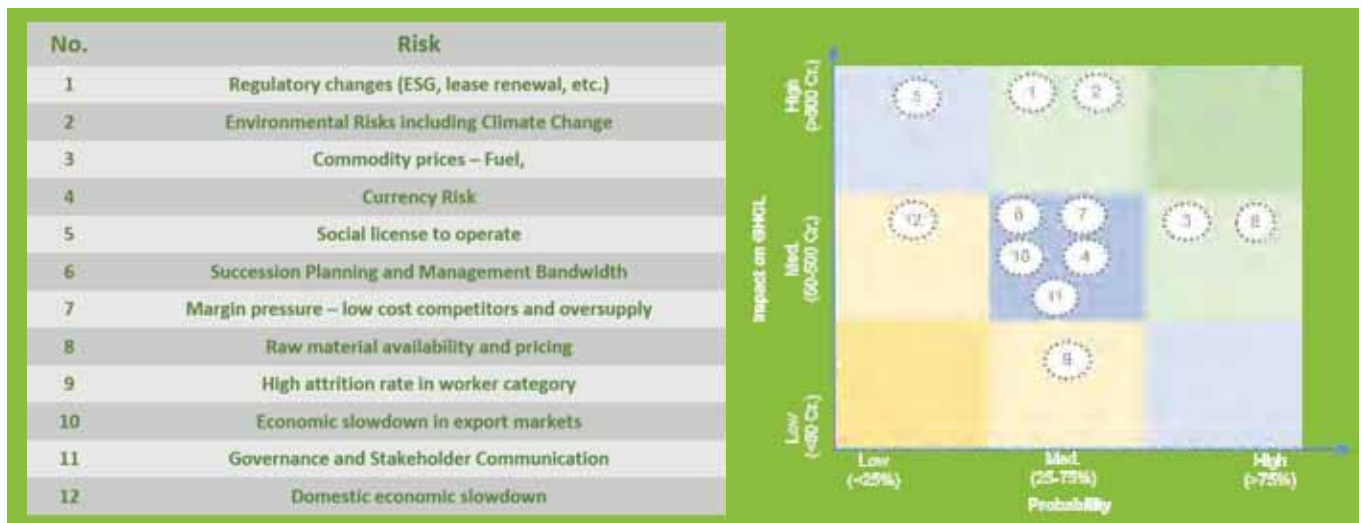 No. Risk
1 Regulatory changes (ESG, lease renewal, etc.)
2 Environmental Risks including Climate Change
3 Commodity prices – Fuel,
4 Currency Risk
5 Social license to operate
6 Succession Planning and Management Bandwidth
7 Margin pressure – low cost competitors and oversupply
8 Raw material availability and pricing
9 High attrition rate in worker category
10 Economic slowdown in export markets
11 Governance and Stakeholder Communication
12 Domestic economic slowdown
Impact on
High
Med.
Low
1 2
12 7 3
10 4
11
9
Low
(<25%)
Med.
(25-75%)
High
(>75%)
Probability